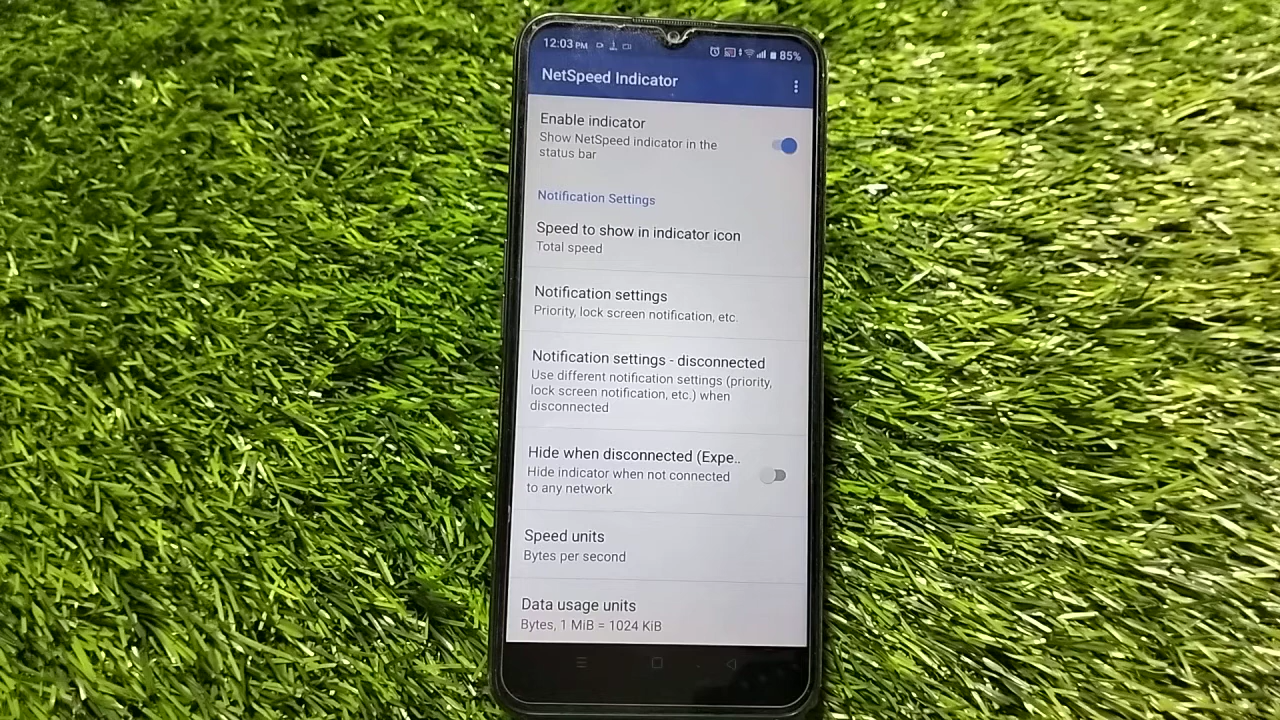 12:03 PM
85%
NetSpeed Indicator
Enable indicator
Show NetSpeed indicator in the
status bar
Notification Settings
Speed to show in indicator icon
Total speed
Notification settings
Priority, lock screen notification, etc.
Notification settings - disconnected
Use different notification settings (priority,
lock screen notification, etc.) when
disconnected
Hide when disconnected (Expe..
Hide indicator when not connected
to any network
Speed units
Bytes per second
Data usage units
Bytes, 1 MiB = 1024 KiB